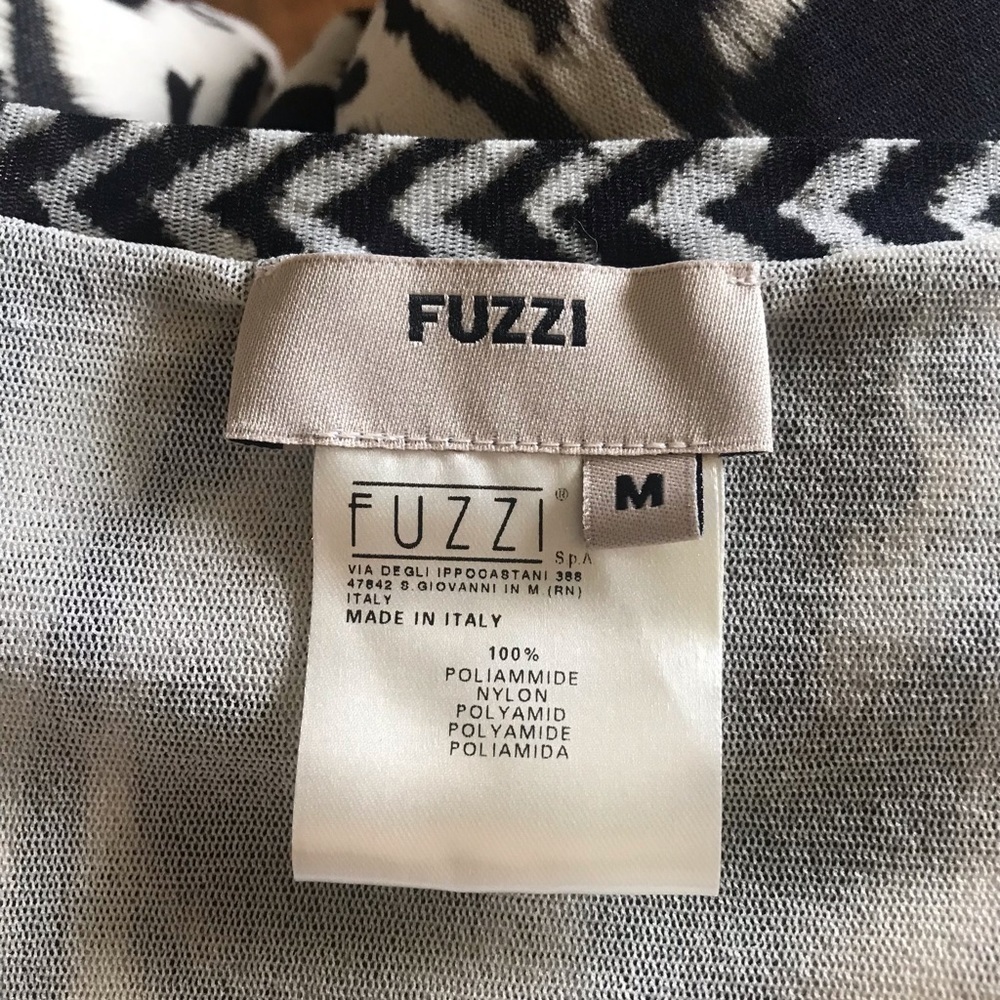 FUZZI
M
FUZZI®
SpA
VIA DEGLI IPPOCASTANI 388
47842 S.GIOVANNI IN M (RN)
ITALY
MADE IN ITALY
100%
POLIAMMIDE
NYLON
POLYAMID
POLYAMIDE
POLIAMIDA